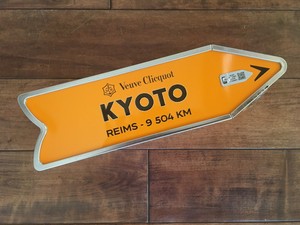 Veuve Clicquot
KYOTO
REIMS - 9 504 KM